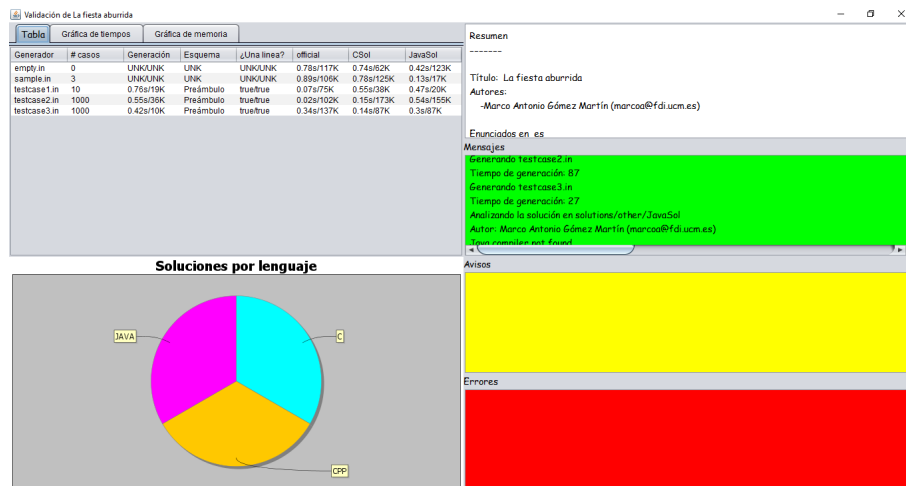 Validación de La fiesta aburrida
Tabla Gráfica de tiempos Gráfica de memoria
Generador # casos Generación Esquema ¿Una linea? official CSol JavaSol
empty.in 0 UNK/UNK UNK UNK/UNK 0.78s/117K 0.74s/62K 0.42s/123K
sample.in 3 UNK/UNK UNK UNK/UNK 0.89s/106K 0.78s/125K 0.13s/17K
testcase1.in 10 0.76s/19K Preámbulo true/true 0.07s/75K 0.55s/38K 0.47s/20K
testcase2.in 1000 0.55s/36K Preámbulo true/true 0.02s/102K 0.15s/173K 0.54s/155K
testcase3.in 1000 0.42s/10K Preámbulo true/true 0.34s/137K 0.14s/87K 0.3s/87K
Resumen
-------
Título: La fiesta aburrida
Autores:
-Marco Antonio Gómez Martín (marcoa@fdi.ucm.es)
Enunciados en es
Mensajes
Generando testcase2.in
Tiempo de generación: 87
Generando testcase3.in
Tiempo de generación: 27
Analizando la solución en solutions/other/JavaSol
Autor: Marco Antonio Gómez Martín (marcoa@fdi.ucm.es)
Java compiler not found
Soluciones por lenguaje
JAVA
C
CPP
Avisos
Errores